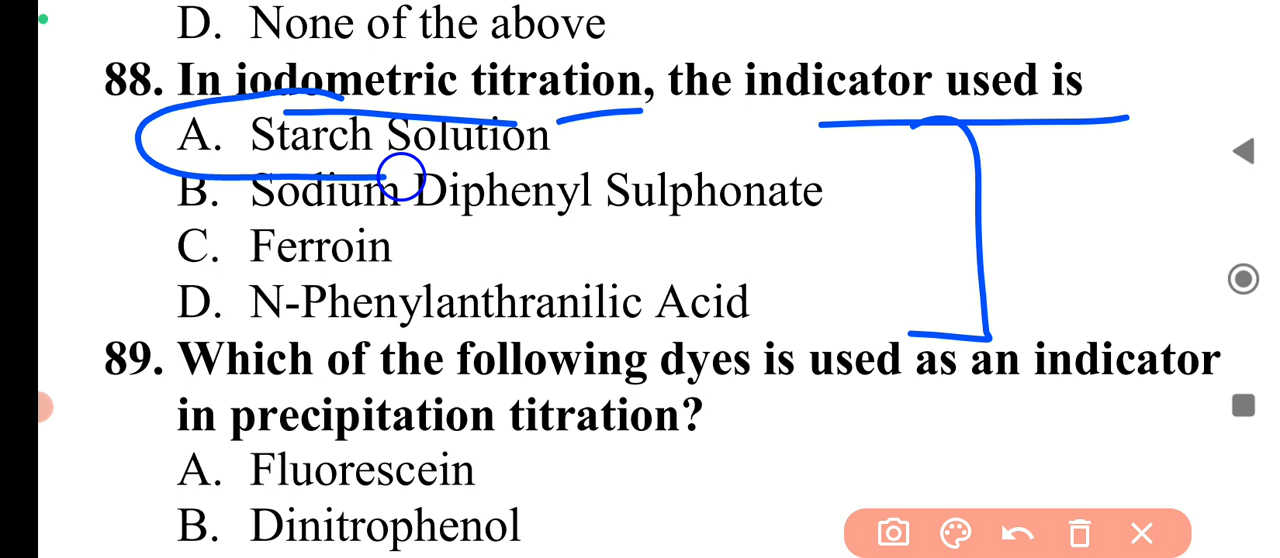 D. None of the above
88. In iodometric titration, the indicator used is
A. Starch Solution
B. Sodium Diphenyl Sulphonate
C. Ferroin
D. N-Phenylanthranilic Acid
89. Which of the following dyes is used as an indicator
in precipitation titration?
A. Fluorescein
B. Dinitrophenol